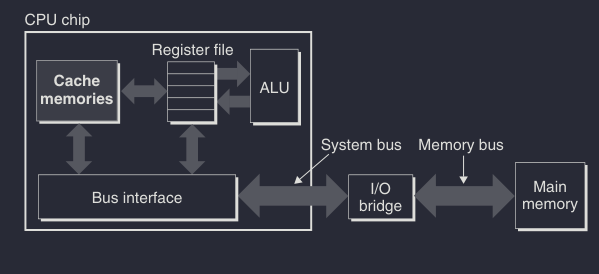 CPU chip
Register file
Cache
memories
ALU
System bus
Memory bus
Bus interface
I/O
bridge
Main
memory